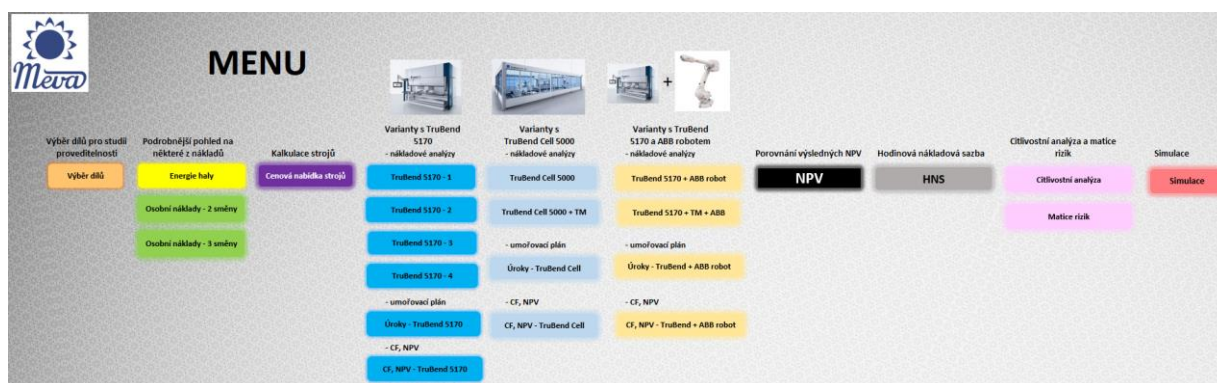 Meva
MENU
+
Výběr dílů pro studii
proveditelnosti
Výběr dílů
Podrobnější pohled na
některé z nákladů
Energie haly
Osobní náklady - 2 směny
Osobní náklady - 3 směny
Kalkulace strojů
Cenová nabídka strojů
Varianty s TruBend
5170
- nákladové analýzy
TruBend 5170 - 1
TruBend 5170 - 2
TruBend 5170 - 3
TruBend 5170 - 4
- umořovací plán
Úroky - TruBend 5170
- CF, NPV
CF, NPV - TruBend 5170
Varianty s
TruBend Cell 5000
- nákladové analýzy
TruBend Cell 5000
TruBend Cell 5000 + TM
- umořovací plán
Úroky - TruBend Cell
- CF, NPV
CF, NPV - TruBend Cell
Varianty s TruBend
5170 a ABB robotem
- nákladové analýzy
TruBend 5170 + ABB robot
TruBend 5170 + TM + ABB
- umořovací plán
Úroky - TruBend + ABB robot
- CF, NPV
CF, NPV - TruBend + ABB robot
Porovnání výsledných NPV
NPV
Hodinová nákladová sazba
HNS
Citlivostní analýza a matice
rizik
Citlivostní analýza
Matice rizik
Simulace
Simulace